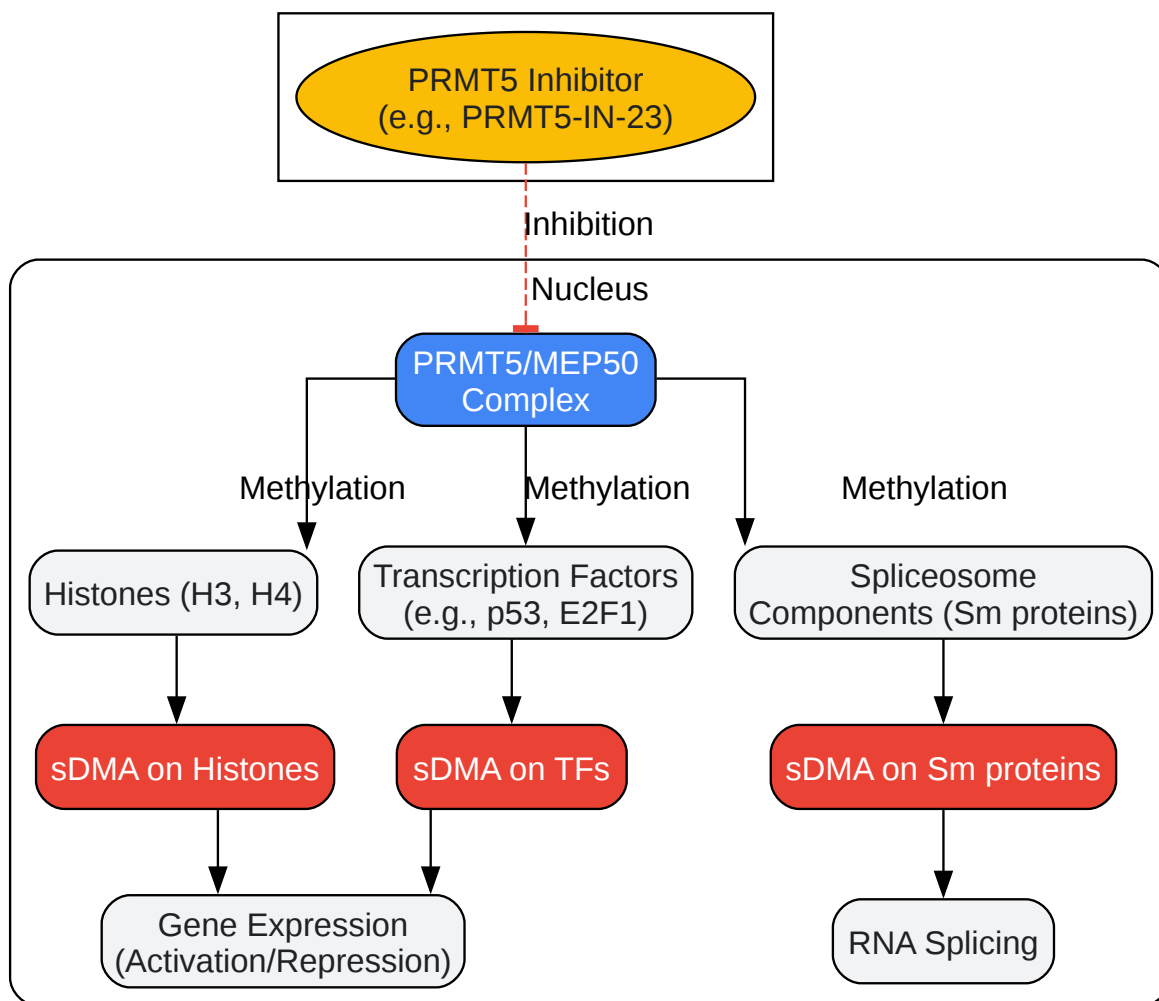 PRMT5 Inhibitor
(e.g., PRMT5-IN-23)
Inhibition
Nucleus
PRMT5/MEP50
Complex
Methylation
Methylation
Methylation
Histones (H3, H4)
Transcription Factors
(e.g., p53, E2F1)
Spliceosome
Components (Sm proteins)
sDMA on Histones
sDMA on TFs
sDMA on Sm proteins
Gene Expression
(Activation/Repression)
RNA Splicing